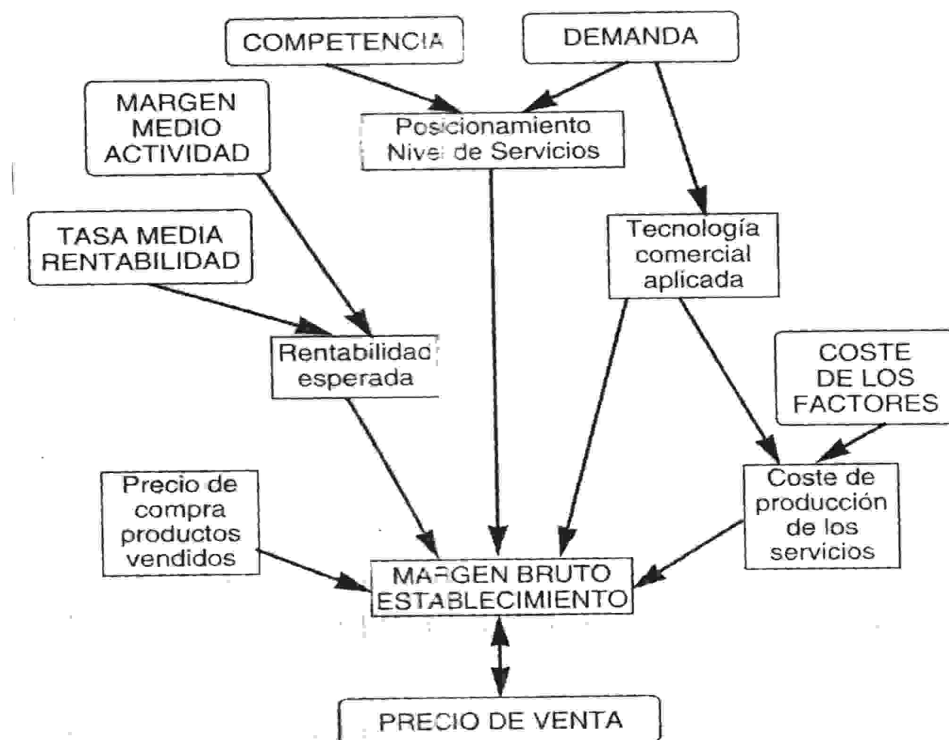 COMPETENCIA
DEMANDA
MARGEN
MEDIO
ACTIVIDAD
Posicionamiento
Nivel de Servicios
TASA MEDIA
RENTABILIDAD
Tecnología
comercial
aplicada
Rentabilidad
esperada
COSTE
DE LOS
FACTORES
Precio de
compra
productos
vendidos
Coste de
producción
de los
servicios
MARGEN BRUTO
ESTABLECIMIENTO
PRECIO DE VENTA